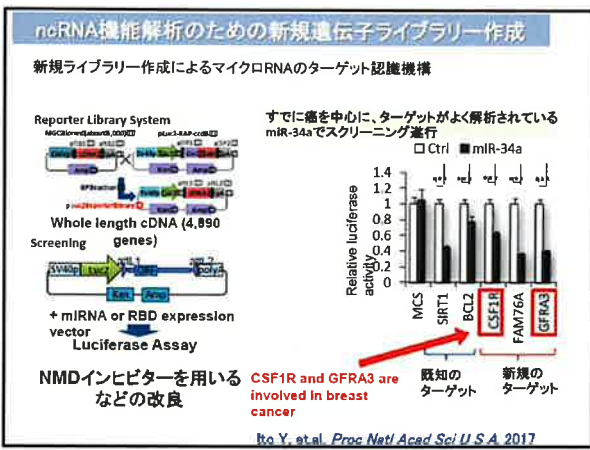 ncRNA機能解析のための新規遺伝子ライブラリー作成
新規ライブラリー作成によるマイクロRNAのターゲット認識機構
Reporter Library System
Whole length cDNA (4,890
genes)
Screening
SV40p
Luc2
polyA
Kan
Amp
+ miRNA or RBD expression
vector
Luciferase Assay
NMDインヒビターを用いる
などの改良
すでに癌を中心に、ターゲットがよく解析されている
miR-34aでスクリーニング遂行
Ctrl
miR-34a
Relative luciferase
activity
1.4
1.2
1
0.8
0.6
0.4
0.2
0
MCS
SIRT1
BCL2
CSF1R
FAM76A
GFRA3
既知の
ターゲット
新規の
ターゲット
CSF1R and GFRA3 are
involved in breast
cancer
Ito Y, et.al. Proc Natl Acad Sci U S A. 2017